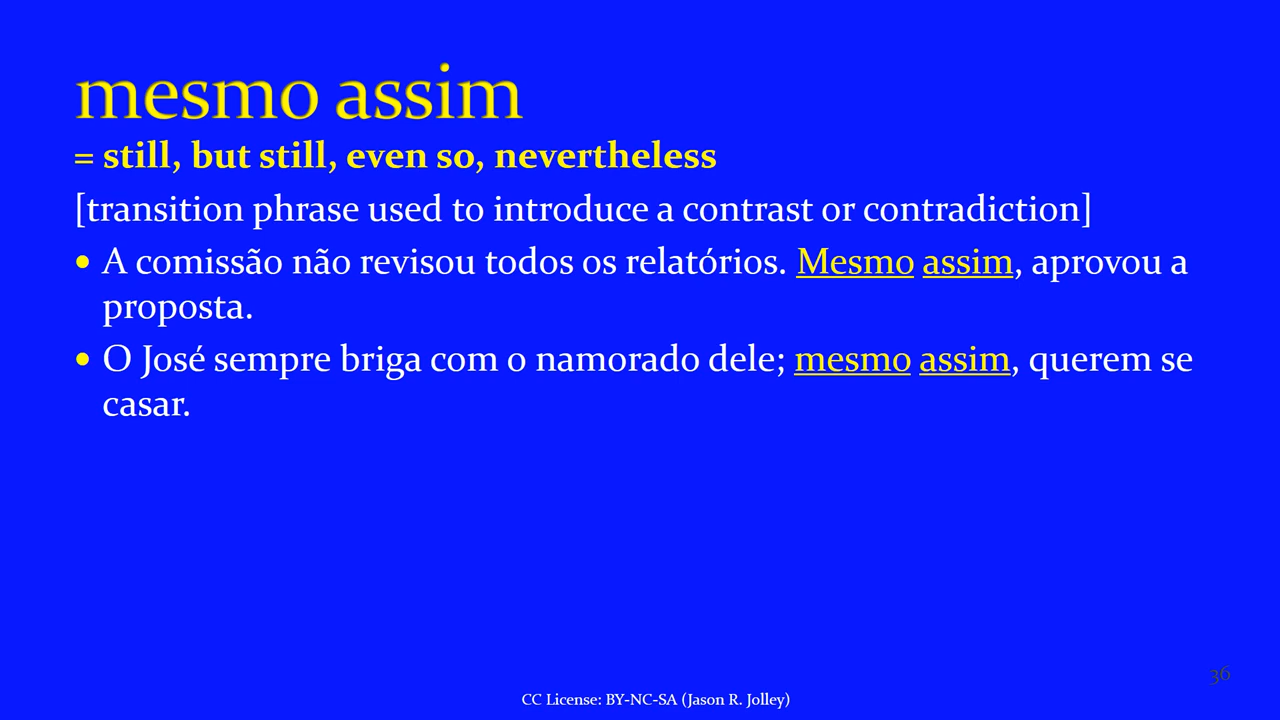 mesmo assim
= still, but still, even so, nevertheless
[transition phrase used to introduce a contrast or contradiction]
• A comissão não revisou todos os relatórios. Mesmo assim, aprovou a
proposta.
• O José sempre briga com o namorado dele; mesmo assim, querem se
casar.
36
CC License: BY-NC-SA (Jason R. Jolley)